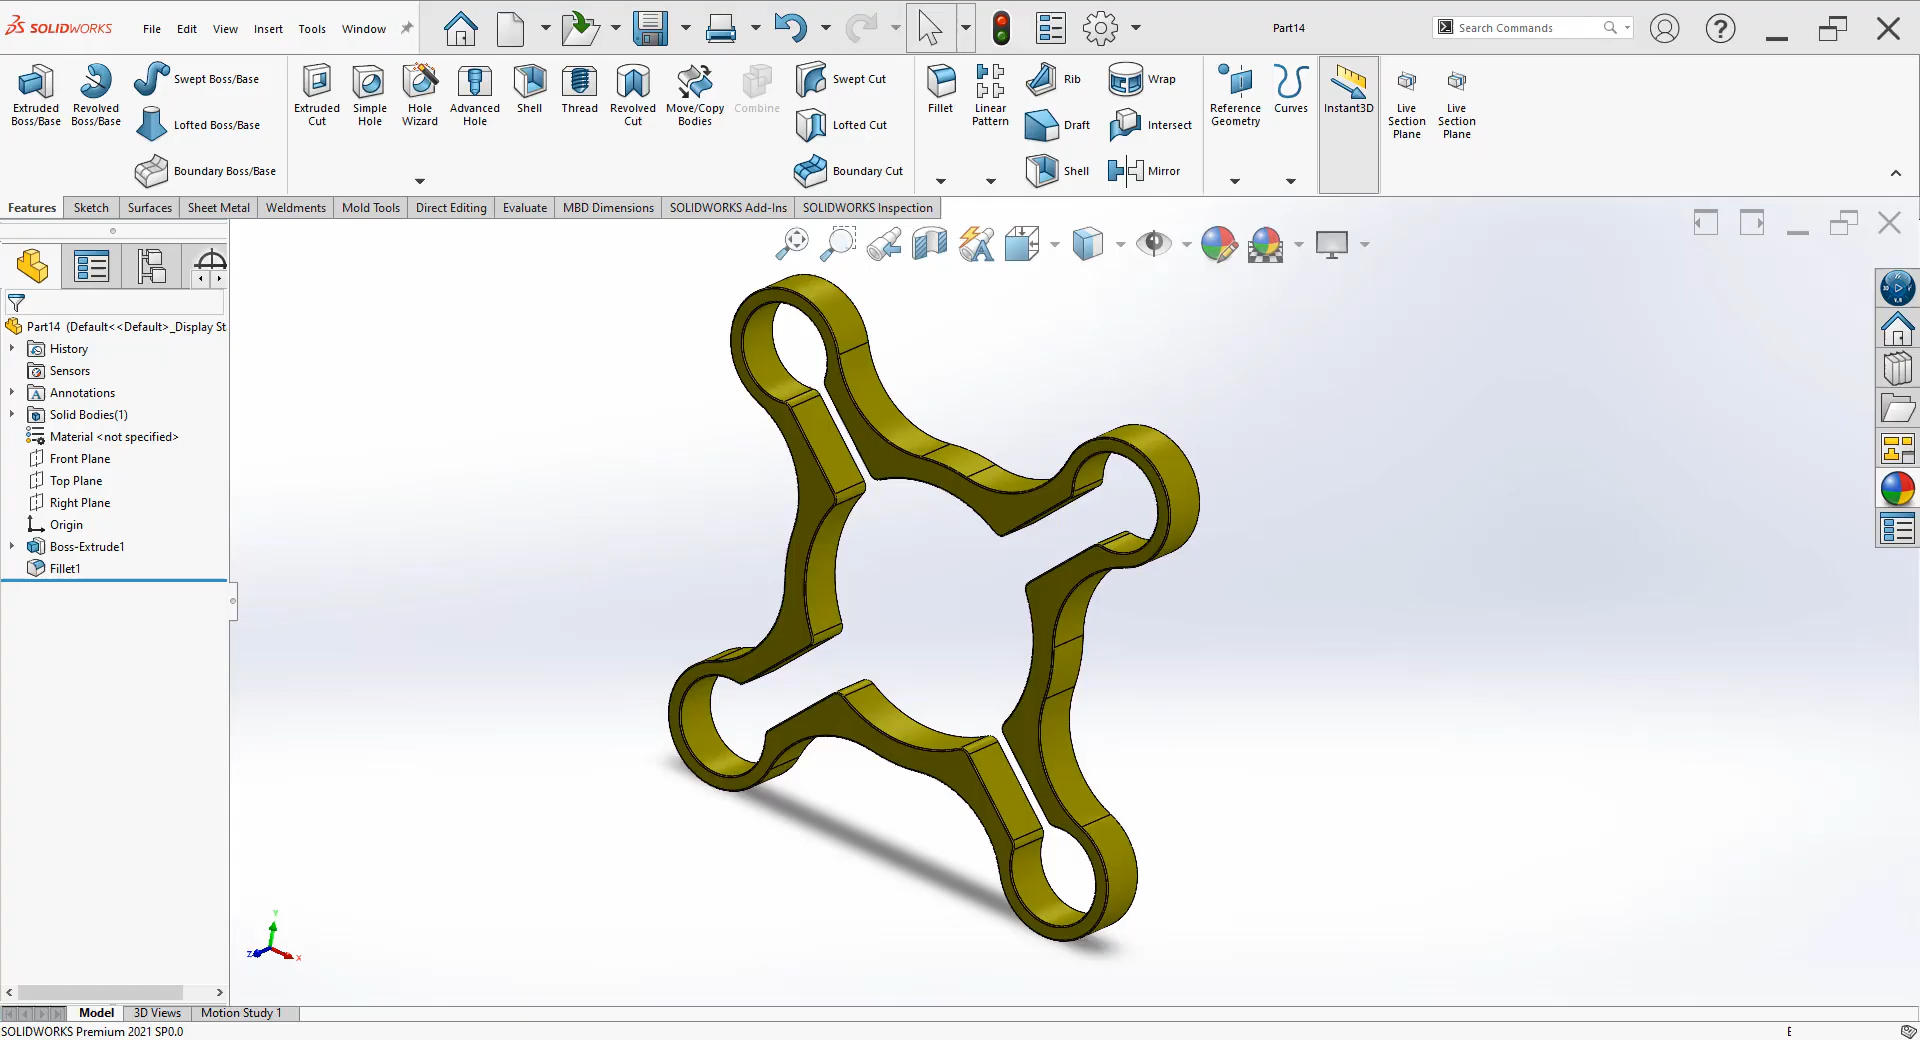 SOLIDWORKS File Edit View Insert Tools Window Part14 Search Commands
Extruded Boss/Base
Revolved Boss/Base
Swept Boss/Base
Lofted Boss/Base
Boundary Boss/Base
Extruded Cut
Simple Hole
Hole Wizard
Advanced Hole
Shell
Thread
Revolved Cut
Move/Copy Bodies
Combine
Swept Cut
Lofted Cut
Boundary Cut
Fillet
Linear Pattern
Rib
Draft
Shell
Wrap
Intersect
Mirror
Reference Geometry
Curves
Instant3D
Live Section Plane
Live Section Plane
Features Sketch Surfaces Sheet Metal Weldments Mold Tools Direct Editing Evaluate MBD Dimensions SOLIDWORKS Add-Ins SOLIDWORKS Inspection
Part14 (Default<<Default>_Display St
History
Sensors
Annotations
Solid Bodies(1)
Material <not specified>
Front Plane
Top Plane
Right Plane
Origin
Boss-Extrude1
Fillet1
Y
Z
X
Model 3D Views Motion Study 1
SOLIDWORKS Premium 2021 SP0.0